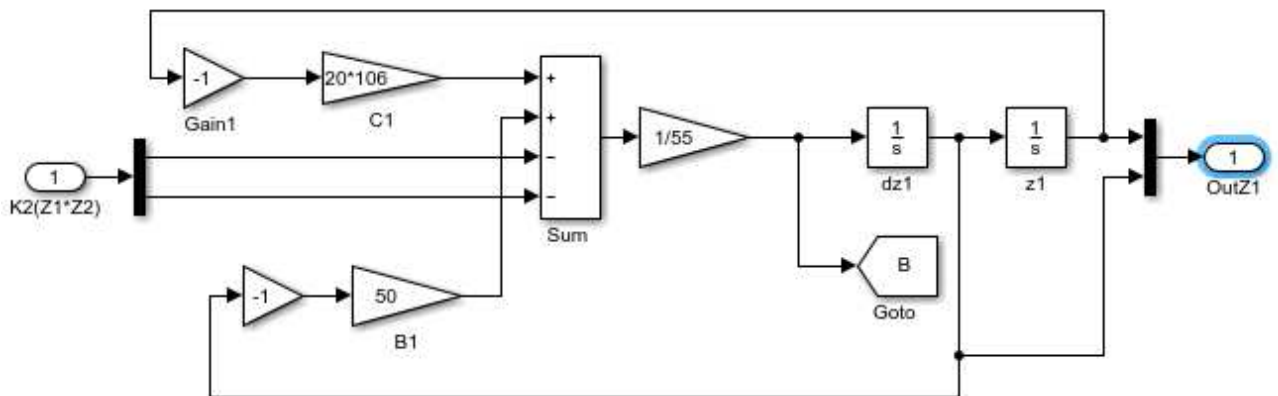 -1
Gain1
20*106
C1
+
+
−
−
Sum
1/55
1
s
dz1
1
s
z1
1
OutZ1
1
K2(Z1*Z2)
-1
50
B1
B
Goto